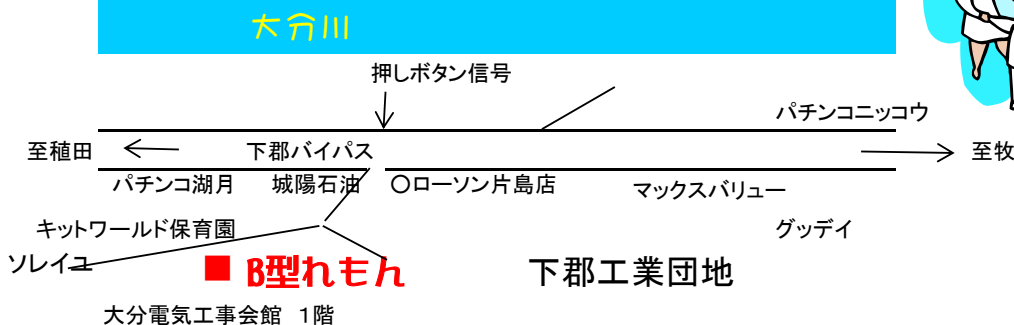 大分川
押しボタン信号
パチンコニッコウ
至稙田
下郡バイパス
至牧
パチンコ湖月
城陽石油
○ローソン片島店
マックスバリュー
キットワールド保育園
グッデイ
ソレイユ
■ B型れもん
下郡工業団地
大分電気工事会館 1階